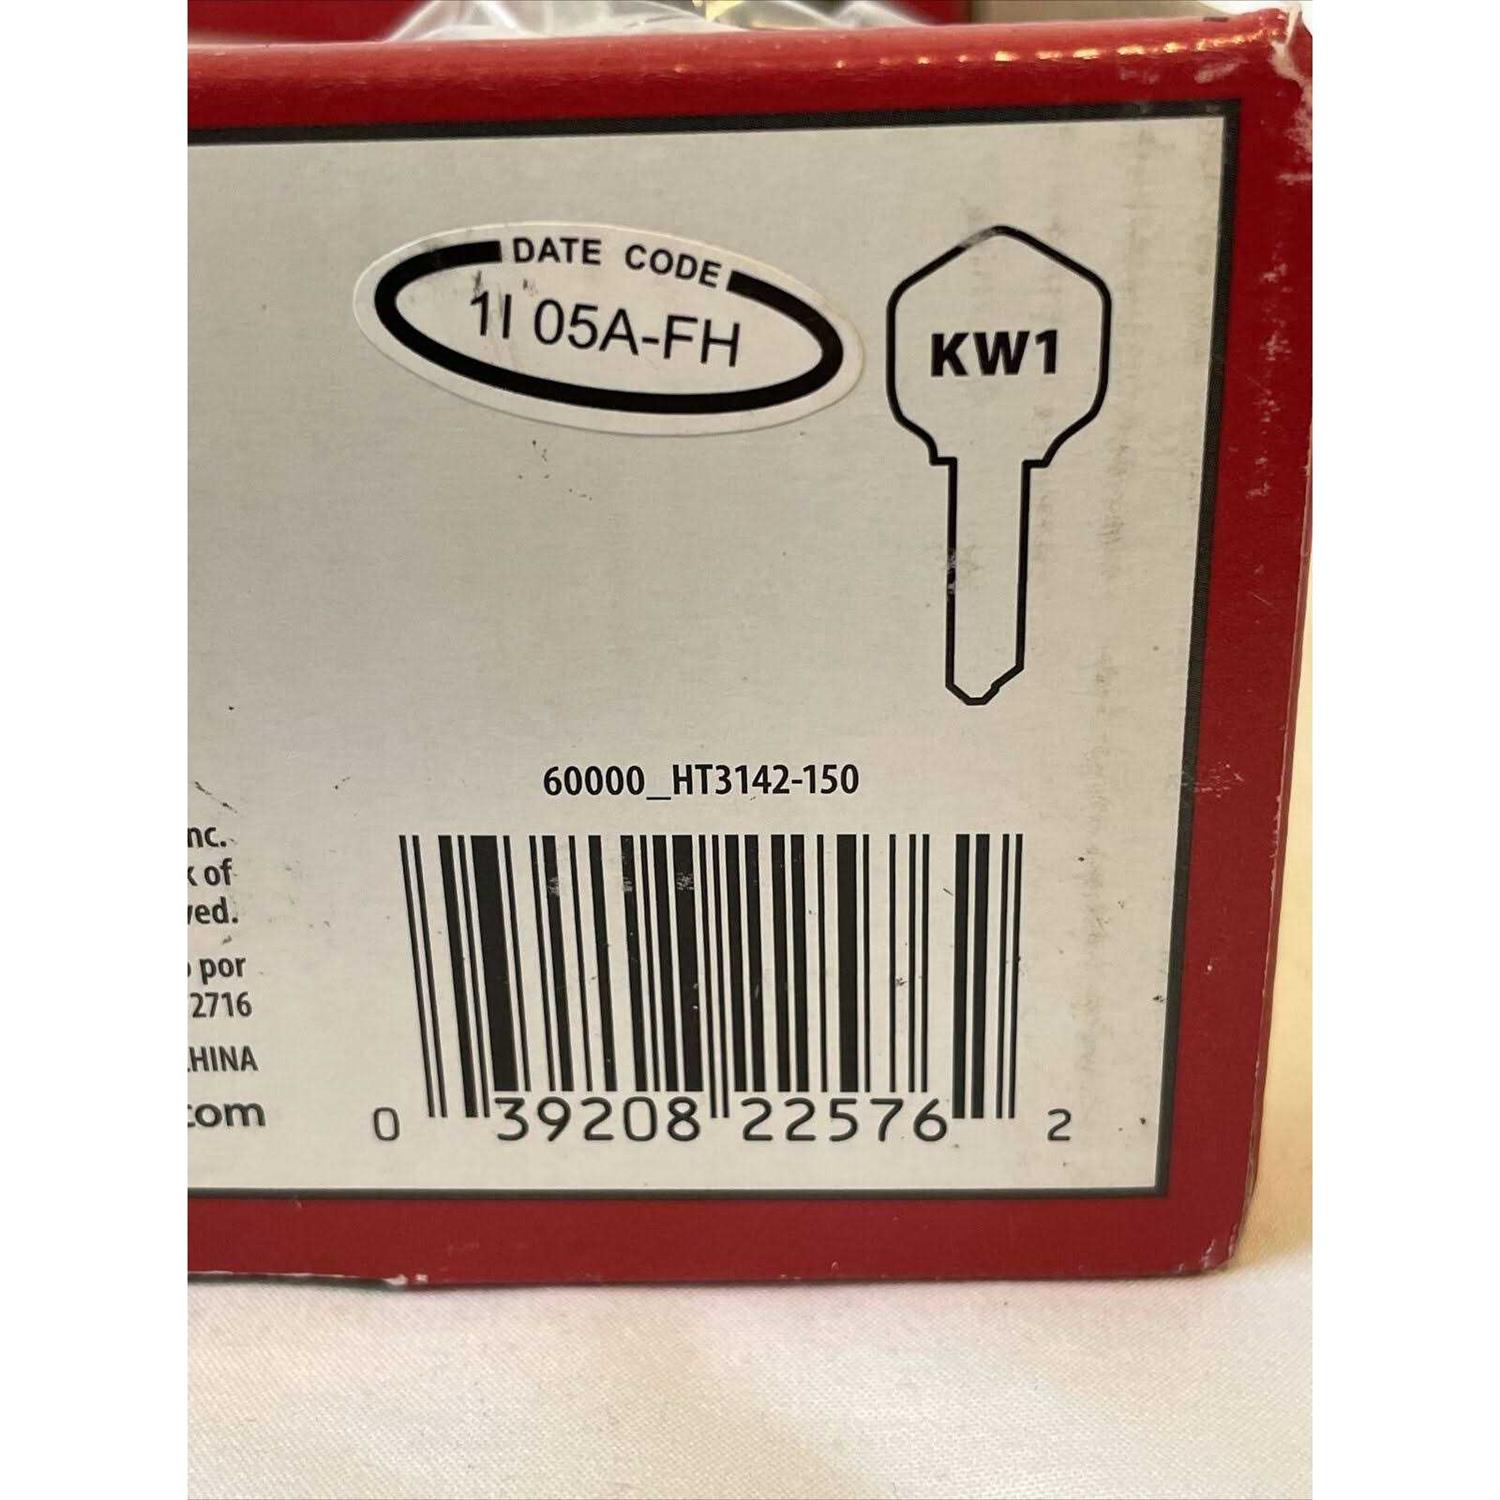 DATE CODE
1I 05A-FH
KW1
60000_HT3142-150
nc.
of
ved.
por
2716
HINA
com
0 39208 22576 2